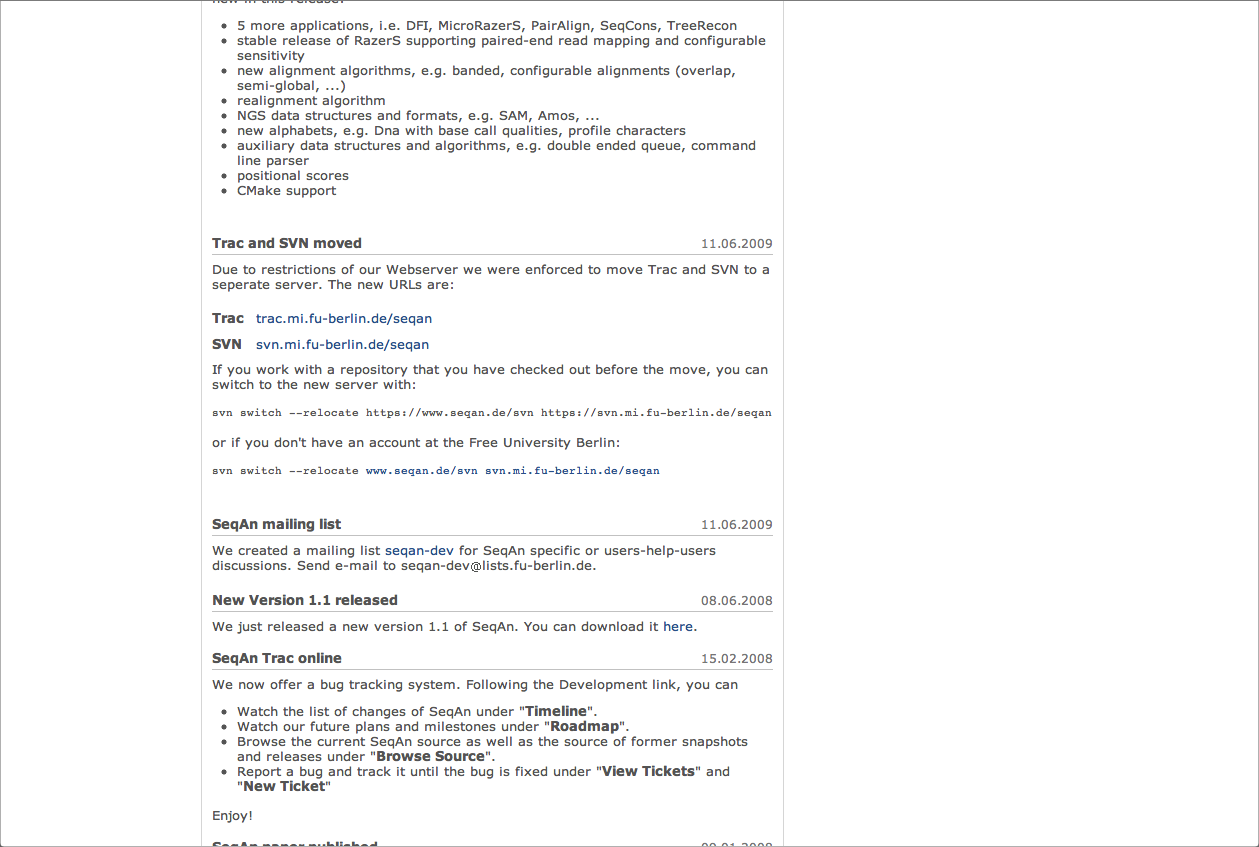 new in this release:
5 more applications, i.e. DFI, MicroRazerS, PairAlign, SeqCons, TreeRecon
stable release of RazerS supporting paired-end read mapping and configurable
sensitivity
new alignment algorithms, e.g. banded, configurable alignments (overlap,
semi-global, ...)
realignment algorithm
NGS data structures and formats, e.g. SAM, Amos, ...
new alphabets, e.g. Dna with base call qualities, profile characters
auxiliary data structures and algorithms, e.g. double ended queue, command
line parser
positional scores
CMake support
Trac and SVN moved 11.06.2009
Due to restrictions of our Webserver we were enforced to move Trac and SVN to a
seperate server. The new URLs are:
Trac trac.mi.fu-berlin.de/seqan
SVN svn.mi.fu-berlin.de/seqan
If you work with a repository that you have checked out before the move, you can
switch to the new server with:
svn switch --relocate https://www.seqan.de/svn https://svn.mi.fu-berlin.de/seqan
or if you don't have an account at the Free University Berlin:
svn switch --relocate www.seqan.de/svn svn.mi.fu-berlin.de/seqan
SeqAn mailing list 11.06.2009
We created a mailing list seqan-dev for SeqAn specific or users-help-users
discussions. Send e-mail to seqan-dev@lists.fu-berlin.de.
New Version 1.1 released 08.06.2008
We just released a new version 1.1 of SeqAn. You can download it here.
SeqAn Trac online 15.02.2008
We now offer a bug tracking system. Following the Development link, you can
Watch the list of changes of SeqAn under "Timeline".
Watch our future plans and milestones under "Roadmap".
Browse the current SeqAn source as well as the source of former snapshots
and releases under "Browse Source".
Report a bug and track it until the bug is fixed under "View Tickets" and
"New Ticket"
Enjoy!
SeqAn paper published